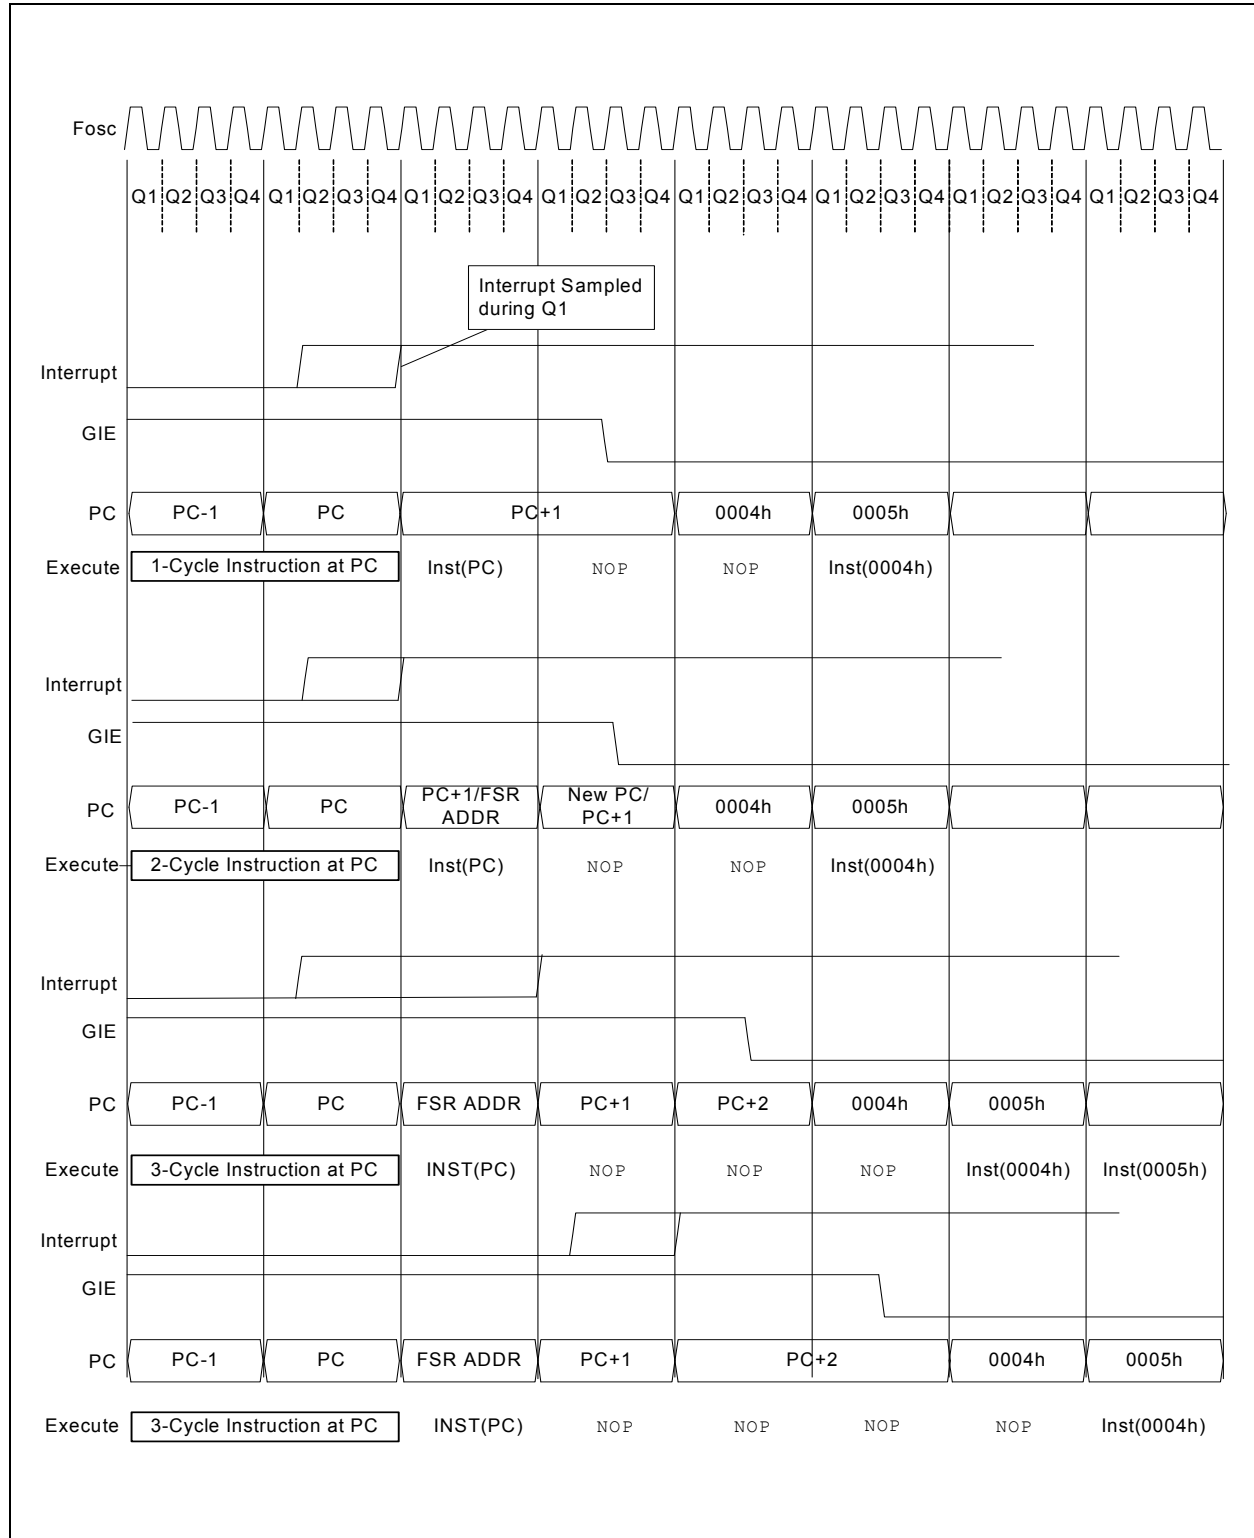 Fosc
Q1 Q2 Q3 Q4 Q1 Q2 Q3 Q4 Q1 Q2 Q3 Q4 Q1 Q2 Q3 Q4 Q1 Q2 Q3 Q4 Q1 Q2 Q3 Q4 Q1 Q2 Q3 Q4 Q1 Q2 Q3 Q4
Interrupt Sampled
during Q1
Interrupt
GIE
PC PC-1 PC PC+1 0004h 0005h
Execute 1-Cycle Instruction at PC Inst(PC) NOP NOP Inst(0004h)
Interrupt
GIE
PC PC-1 PC PC+1/FSR ADDR New PC/ PC+1 0004h 0005h
Execute 2-Cycle Instruction at PC Inst(PC) NOP NOP Inst(0004h)
Interrupt
GIE
PC PC-1 PC FSR ADDR PC+1 PC+2 0004h 0005h
Execute 3-Cycle Instruction at PC INST(PC) NOP NOP NOP Inst(0004h) Inst(0005h)
Interrupt
GIE
PC PC-1 PC FSR ADDR PC+1 PC+2 0004h 0005h
Execute 3-Cycle Instruction at PC INST(PC) NOP NOP NOP NOP Inst(0004h)